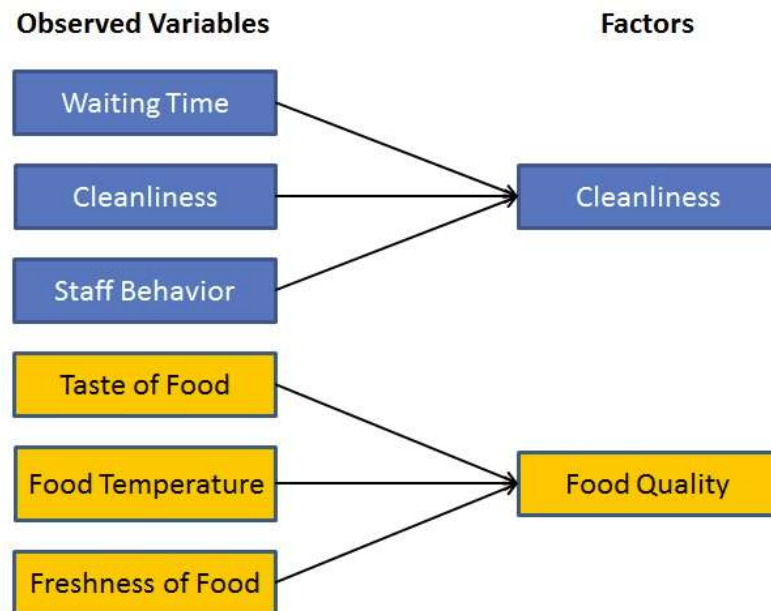 Observed Variables
Factors
Waiting Time
Cleanliness
Cleanliness
Staff Behavior
Taste of Food
Food Temperature
Food Quality
Freshness of Food